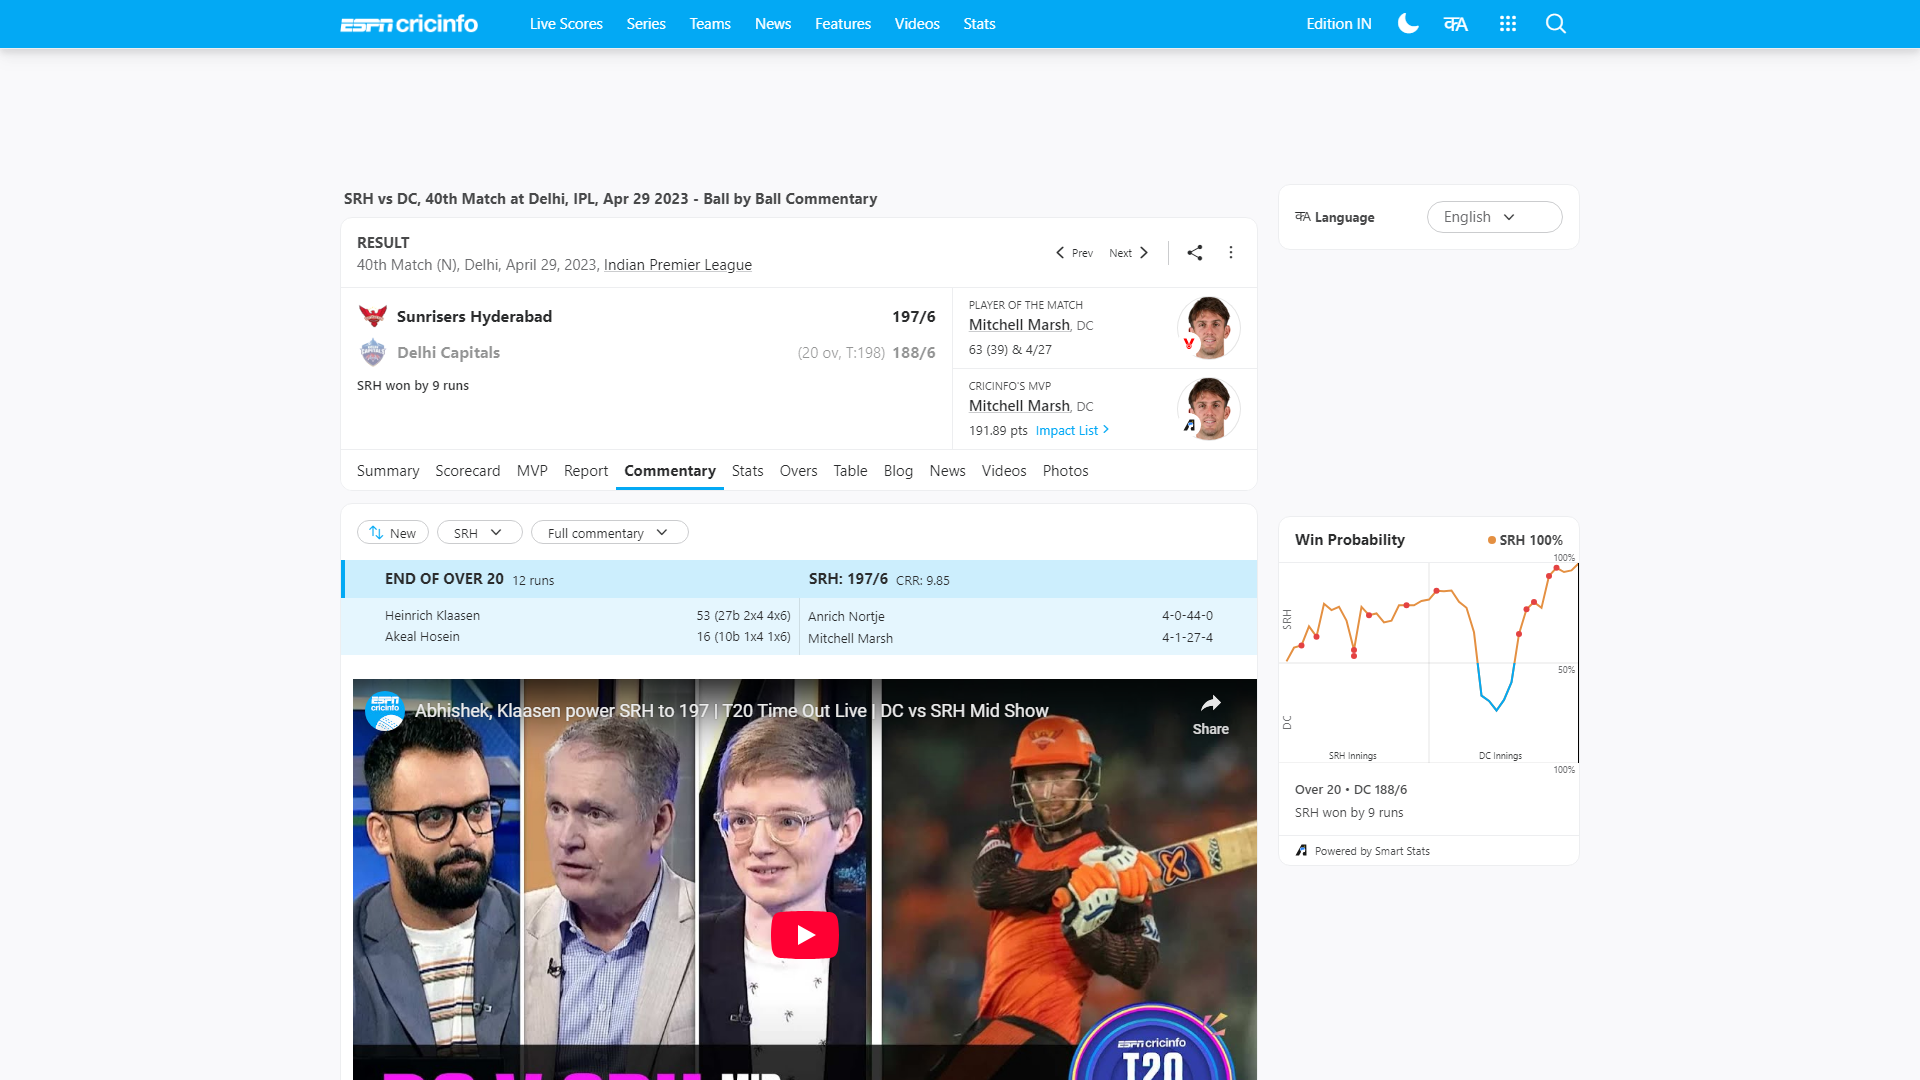 ESPN cricinfo
Live Scores
Series
Teams
News
Features
Videos
Stats
Edition IN
SRH vs DC, 40th Match at Delhi, IPL, Apr 29 2023 - Ball by Ball Commentary
RESULT
40th Match (N), Delhi, April 29, 2023, Indian Premier League
Prev
Next
Sunrisers Hyderabad 197/6
Delhi Capitals (20 ov, T:198) 188/6
SRH won by 9 runs
PLAYER OF THE MATCH
Mitchell Marsh, DC
63 (39) & 4/27
CRICINFO'S MVP
Mitchell Marsh, DC
191.89 pts Impact List
Summary
Scorecard
MVP
Report
Commentary
Stats
Overs
Table
Blog
News
Videos
Photos
New
SRH
Full commentary
END OF OVER 20 12 runs
SRH: 197/6 CRR: 9.85
Heinrich Klaasen 53 (27b 2x4 4x6)
Akeal Hosein 16 (10b 1x4 1x6)
Anrich Nortje 4-0-44-0
Mitchell Marsh 4-1-27-4
ESPN cricinfo
Abhishek, Klaasen power SRH to 197 | T20 Time Out Live | DC vs SRH Mid Show
Share
ESPN cricinfo
T20
DC V SRH MID
क A Language
English
Win Probability
SRH 100%
100%
SRH
50%
DC
SRH Innings
DC Innings
100%
Over 20 • DC 188/6
SRH won by 9 runs
Powered by Smart Stats